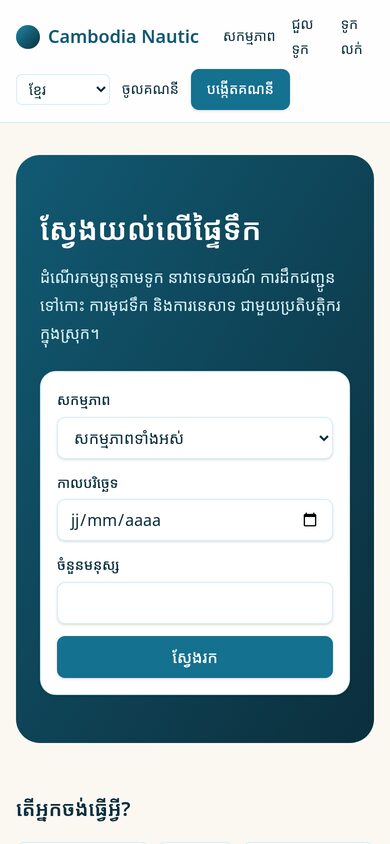 Cambodia Nautic
សកម្មភាព
ជួល
ទូក
ទូក
លក់
ខ្មែរ
ចូលគណនី
បង្កើតគណនី
ស្វែងយល់លើផ្ទៃទឹក
ដំណើរកម្សាន្តតាមទូក នាវាទេសចរណ៍ ការដឹកជញ្ជូន
ទៅកោះ ការមុជទឹក និងការនេសាទ ជាមួយប្រតិបត្តិករ
ក្នុងស្រុក។
សកម្មភាព
សកម្មភាពទាំងអស់
កាលបរិច្ឆេទ
jj/mm/aaaa
ចំនួនមនុស្ស
ស្វែងរក
តើអ្នកចង់ធ្វើអ្វី?